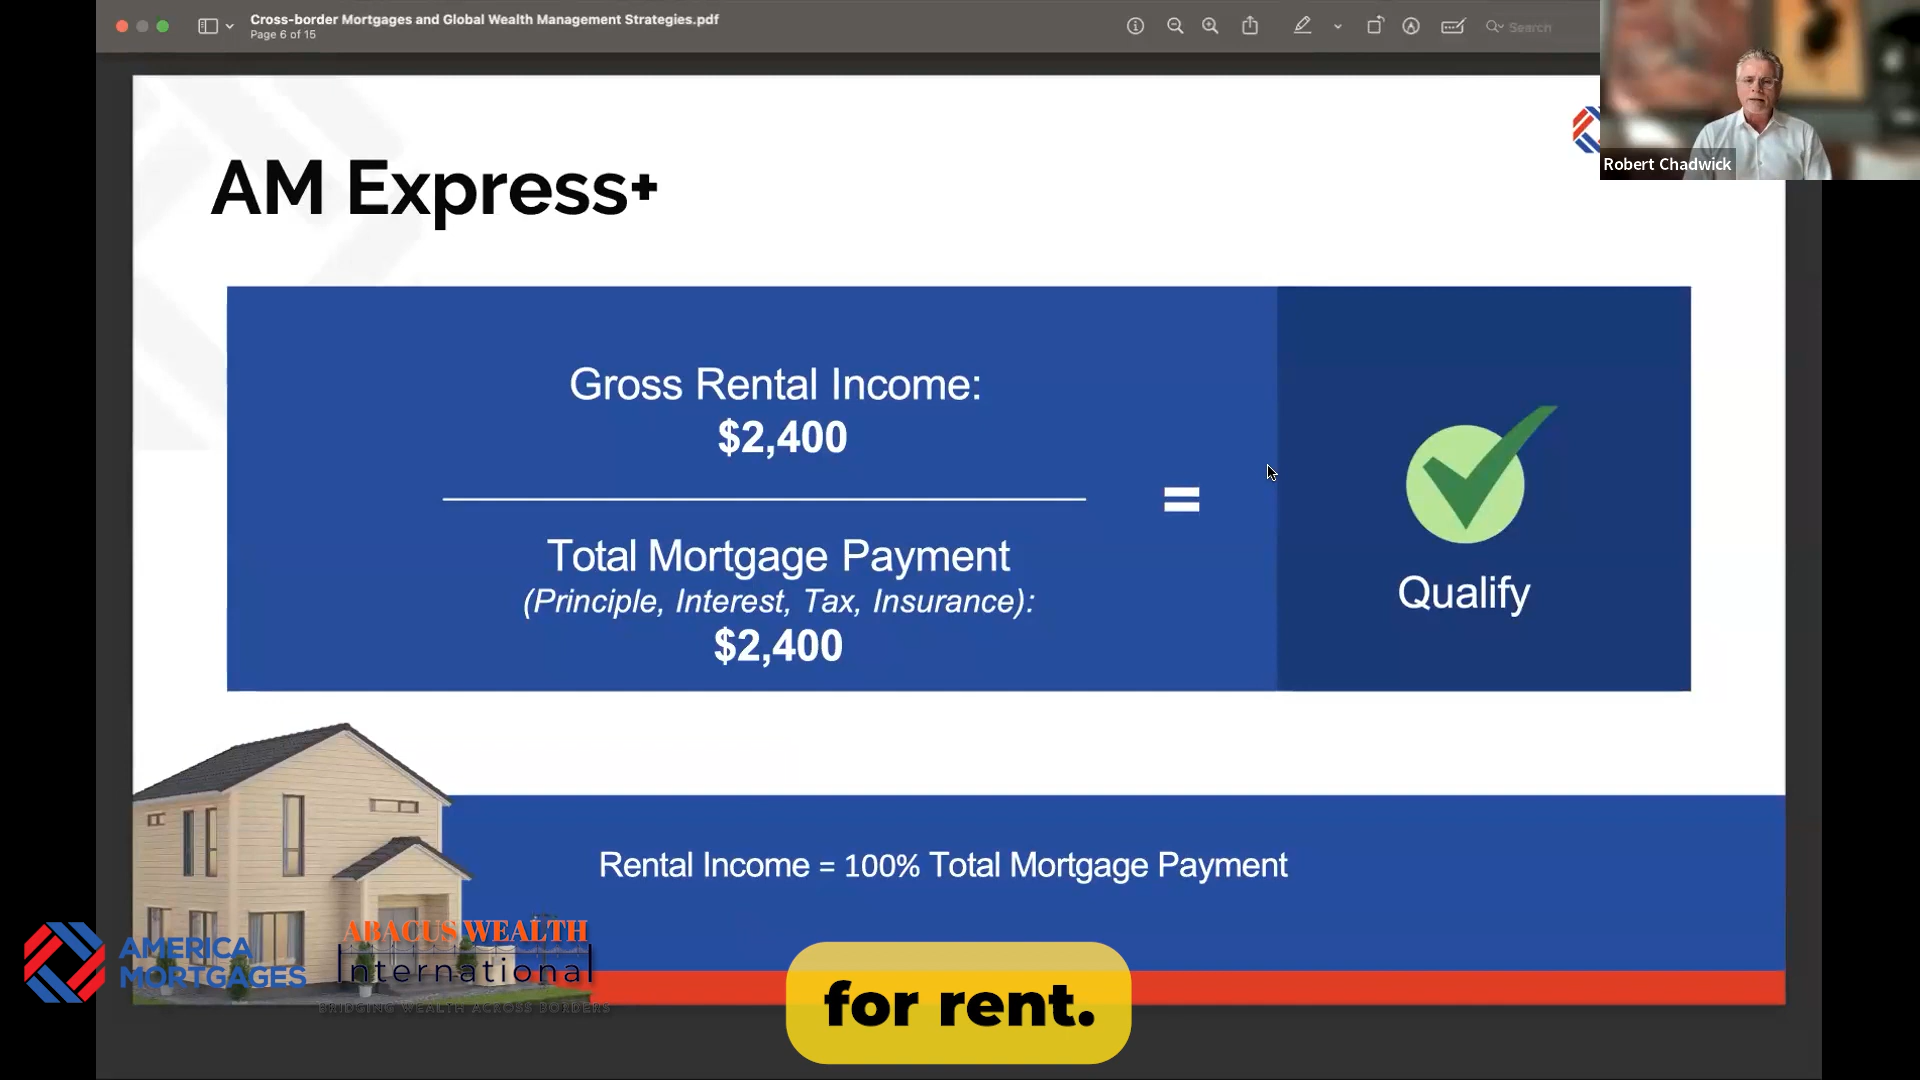 Cross-border Mortgages and Global Wealth Management Strategies.pdf
Page 6 of 15
Search
Robert Chadwick
AM Express+
Gross Rental Income:
$2,400
Total Mortgage Payment
(Principle, Interest, Tax, Insurance):
$2,400
=
Qualify
Rental Income = 100% Total Mortgage Payment
AMERICA
MORTGAGES
ABACUS WEALTH
International
BRIDGING WEALTH ACROSS BORDERS
for rent.